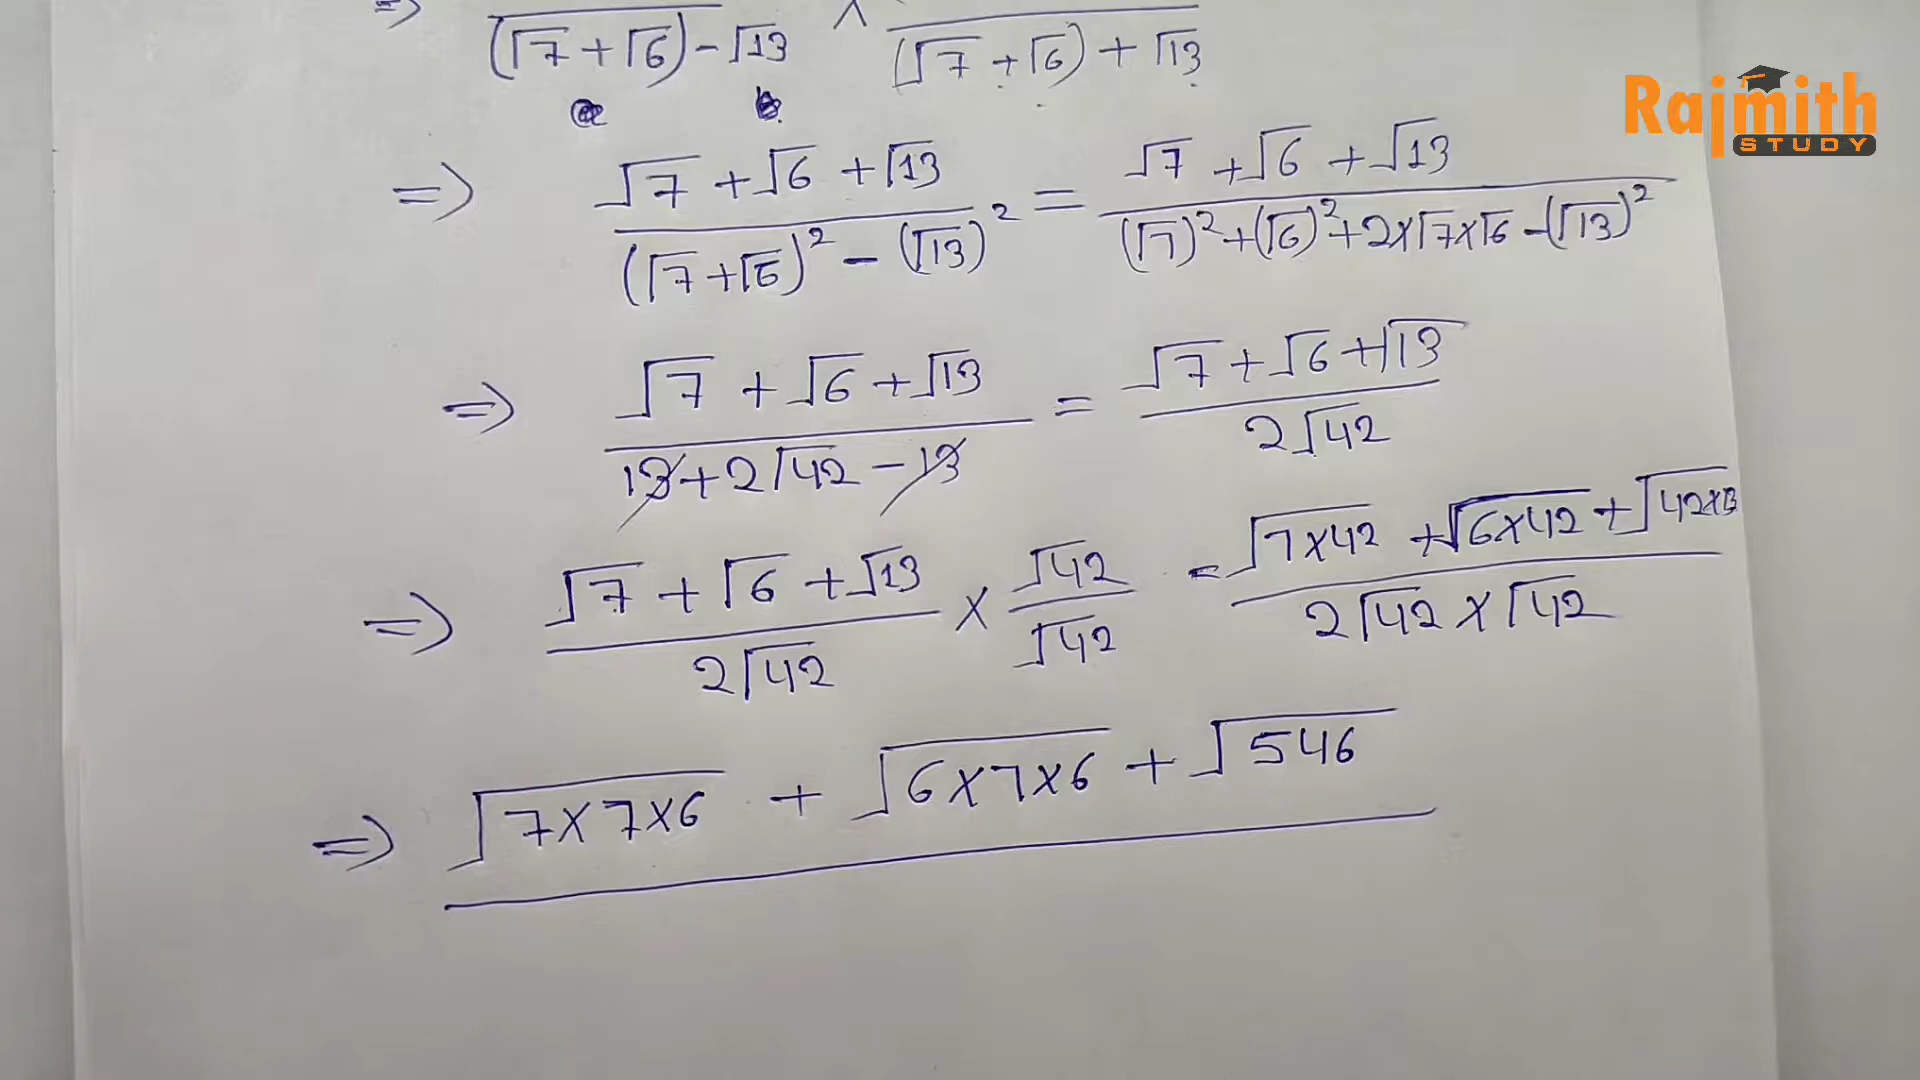 => (√7+√6)-√13 × (√7+√6)+√13
Rajmith
STUDY
=> √7+√6+√13 / (√7+√6)² - (√13)² = √7+√6+√13 / (√7)²+(√6)²+2×√7×√6-(√13)²
=> √7+√6+√13 / 13+2√42-13 = √7+√6+√13 / 2√42
=> √7+√6+√13 / 2√42 × √42 / √42 = √7×42 + √6×42 + √42×13 / 2√42×√42
=> √7×7×6 + √6×7×6 + √546